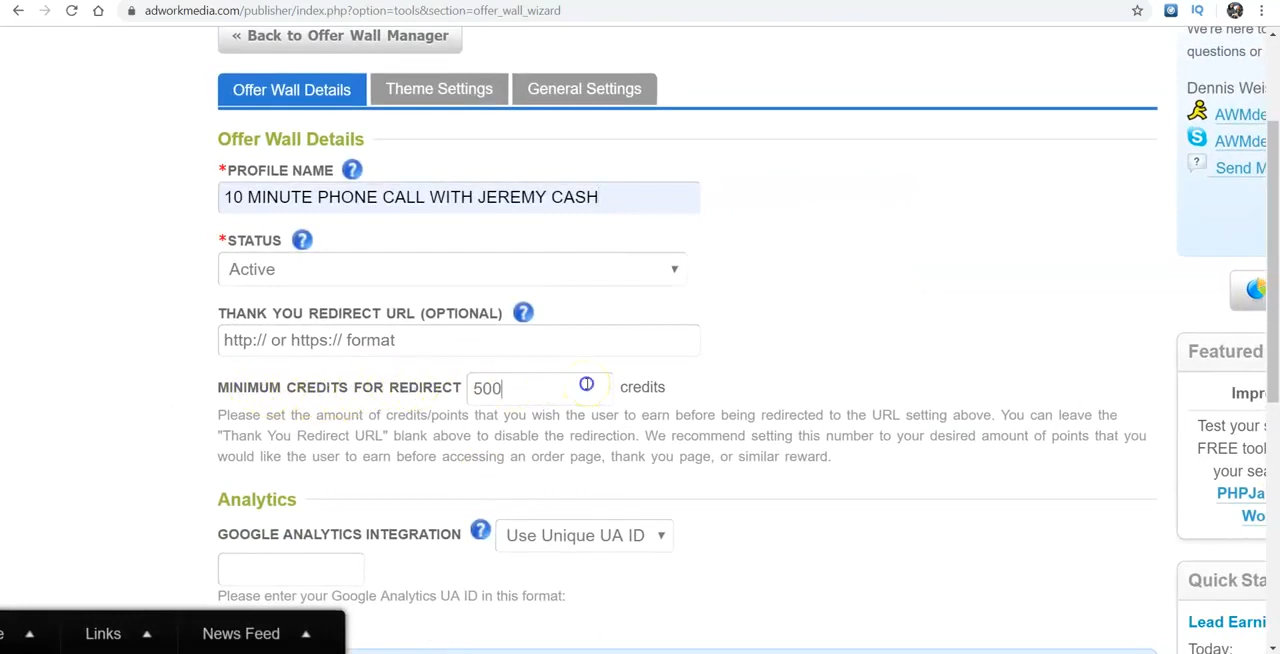 adworkmedia.com/publisher/index.php?option=tools&section=offer_wall_wizard
IQ
« Back to Offer Wall Manager
We're here to
questions or
Offer Wall Details
Theme Settings
General Settings
Dennis Wei
AWMde
AWMde
Send M
Offer Wall Details
*PROFILE NAME ?
10 MINUTE PHONE CALL WITH JEREMY CASH
*STATUS ?
Active
THANK YOU REDIRECT URL (OPTIONAL) ?
http:// or https:// format
MINIMUM CREDITS FOR REDIRECT 500 credits
Please set the amount of credits/points that you wish the user to earn before being redirected to the URL setting above. You can leave the
"Thank You Redirect URL" blank above to disable the redirection. We recommend setting this number to your desired amount of points that you
would like the user to earn before accessing an order page, thank you page, or similar reward.
Featured
Impr
Test your
FREE tool
your sea
PHPJa
Wo
Analytics
GOOGLE ANALYTICS INTEGRATION ? Use Unique UA ID
Please enter your Google Analytics UA ID in this format:
Quick Sta
Lead Earni
Today:
e
Links
News Feed